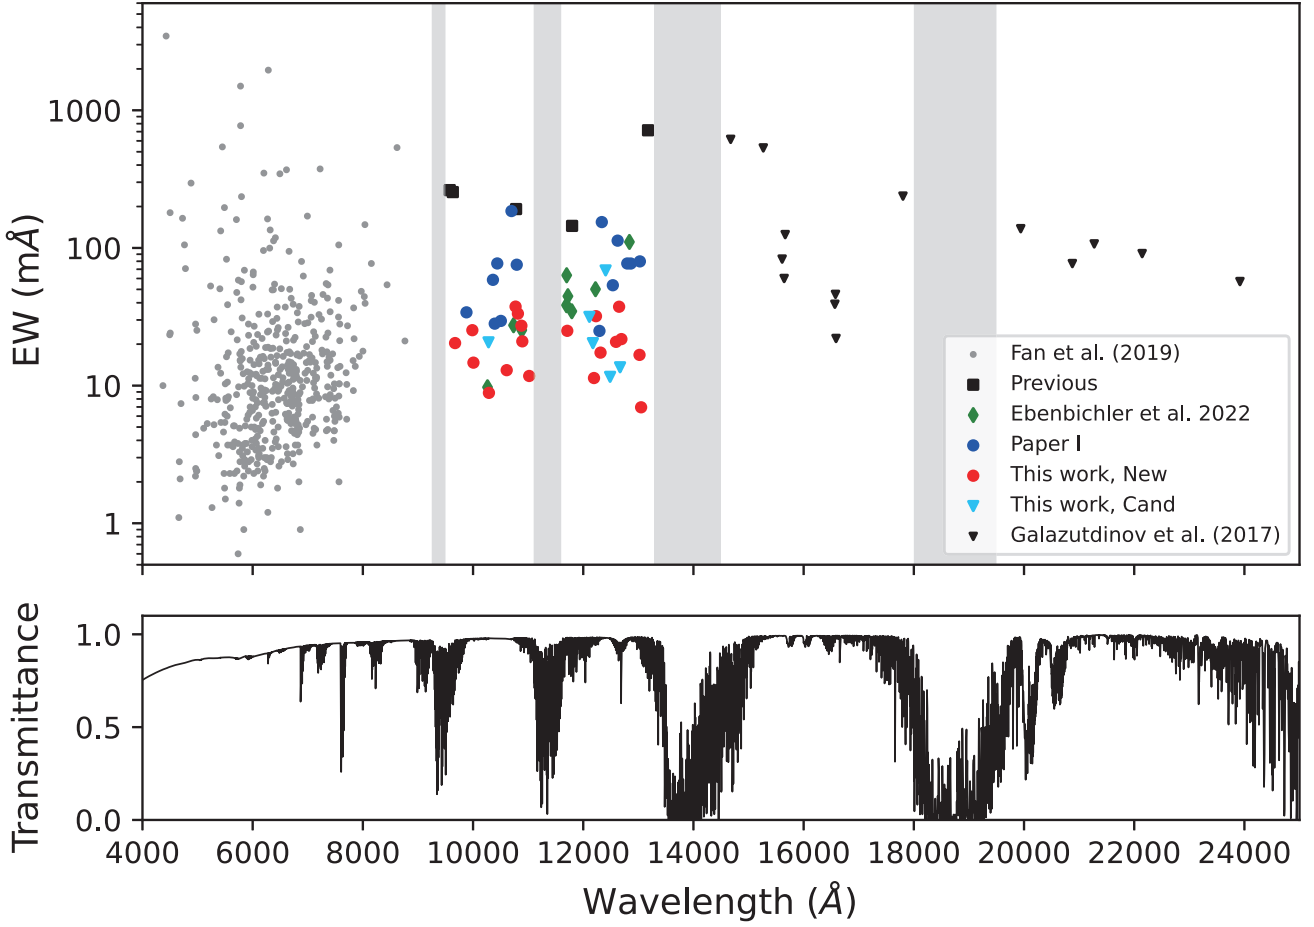 EW (mÅ)
1000
100
10
1
Fan et al. (2019)
Previous
Ebenbichler et al. 2022
Paper I
This work, New
This work, Cand
Galazutdinov et al. (2017)
Transmittance
1.0
0.5
0.0
4000 6000 8000 10000 12000 14000 16000 18000 20000 22000 24000
Wavelength (Å)